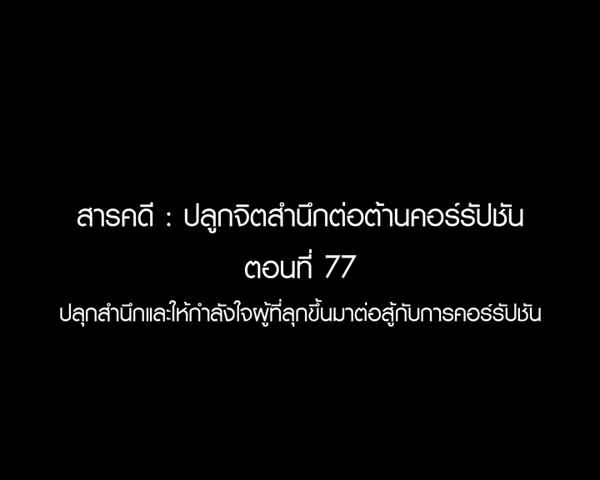 สารคดี : ปลูกจิตสำนึกต่อต้านคอร์รัปชัน
ตอนที่ 77
ปลุกสำนึกและให้กำลังใจผู้ที่ลุกขึ้นมาต่อสู้กับการคอร์รัปชัน